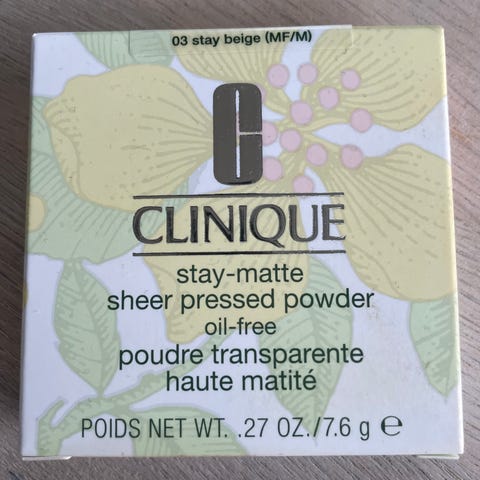 03 stay beige (MF/M)
C
CLINIQUE
stay-matte
sheer pressed powder
oil-free
poudre transparente
haute matité
POIDS NET WT. .27 OZ./7.6 g ℮